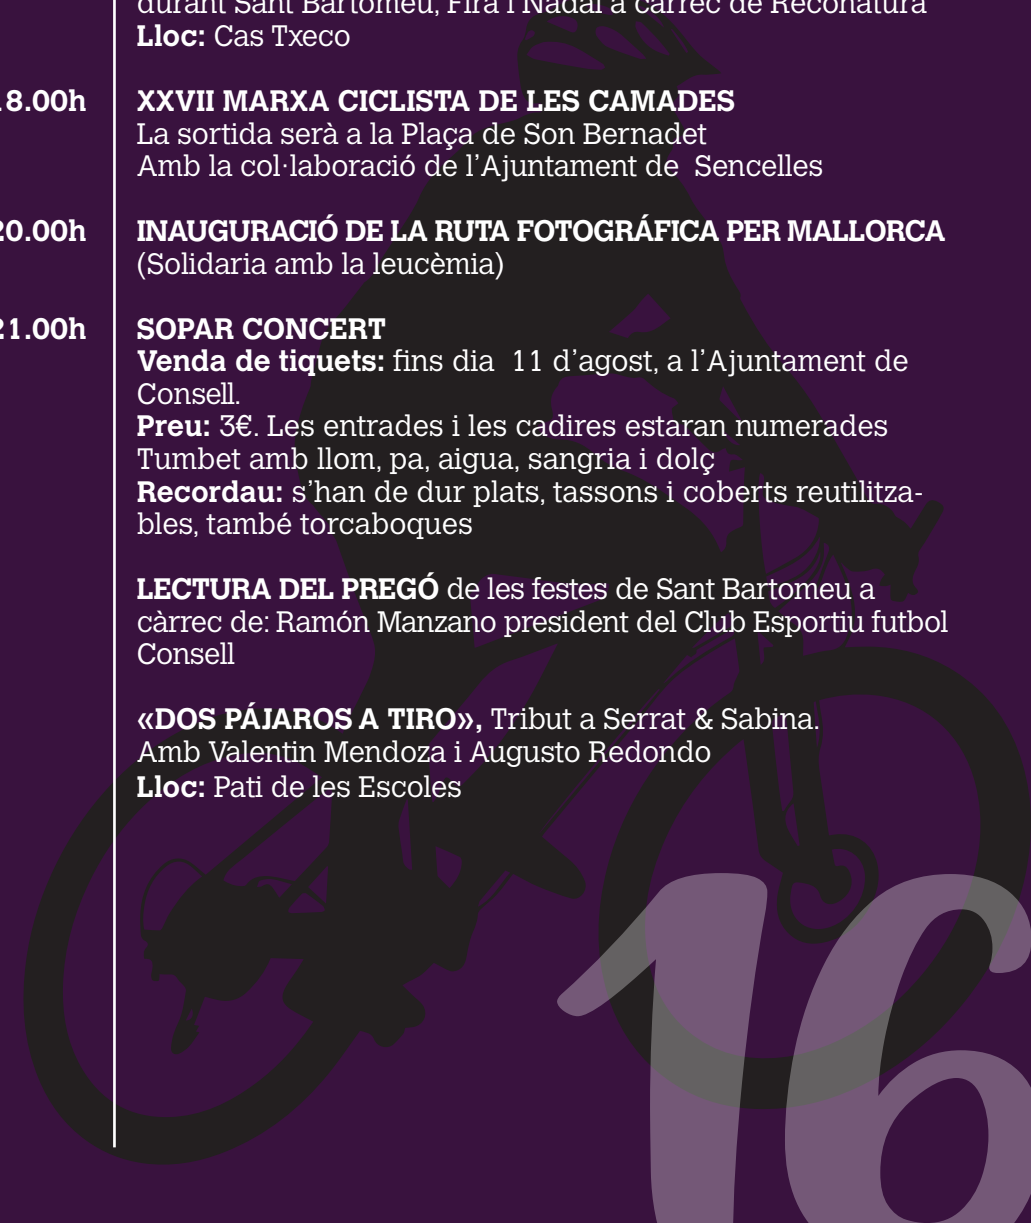 durant Sant Bartomeu, Fira i Nadal a càrrec de Reconatura
Lloc: Cas Txeco
8.00h XXVII MARXA CICLISTA DE LES CAMADES
La sortida serà a la Plaça de Son Bernadet
Amb la col·laboració de l'Ajuntament de Sencelles
20.00h INAUGURACIÓ DE LA RUTA FOTOGRÁFICA PER MALLORCA
(Solidaria amb la leucèmia)
21.00h SOPAR CONCERT
Venda de tiquets: fins dia 11 d'agost, a l'Ajuntament de
Consell.
Preu: 3€. Les entrades i les cadires estaran numerades
Tumbet amb llom, pa, aigua, sangria i dolç
Recordau: s'han de dur plats, tassons i coberts reutilitza-
bles, també torcaboques
LECTURA DEL PREGÓ de les festes de Sant Bartomeu a
càrrec de: Ramón Manzano president del Club Esportiu futbol
Consell
«DOS PÁJAROS A TIRO», Tribut a Serrat & Sabina.
Amb Valentin Mendoza i Augusto Redondo
Lloc: Pati de les Escoles
16